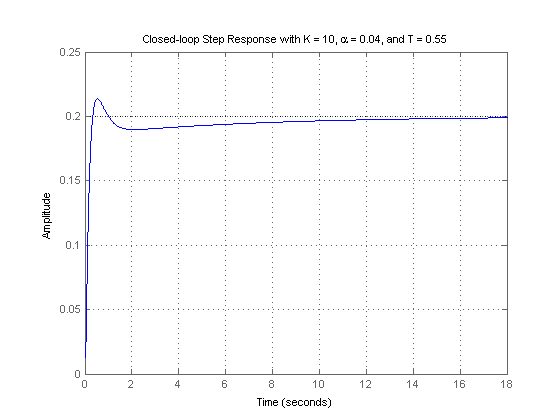 Closed-loop Step Response with K = 10, α = 0.04, and T = 0.55
0.25
0.2
0.15
0.1
0.05
0
Amplitude
0 2 4 6 8 10 12 14 16 18
Time (seconds)